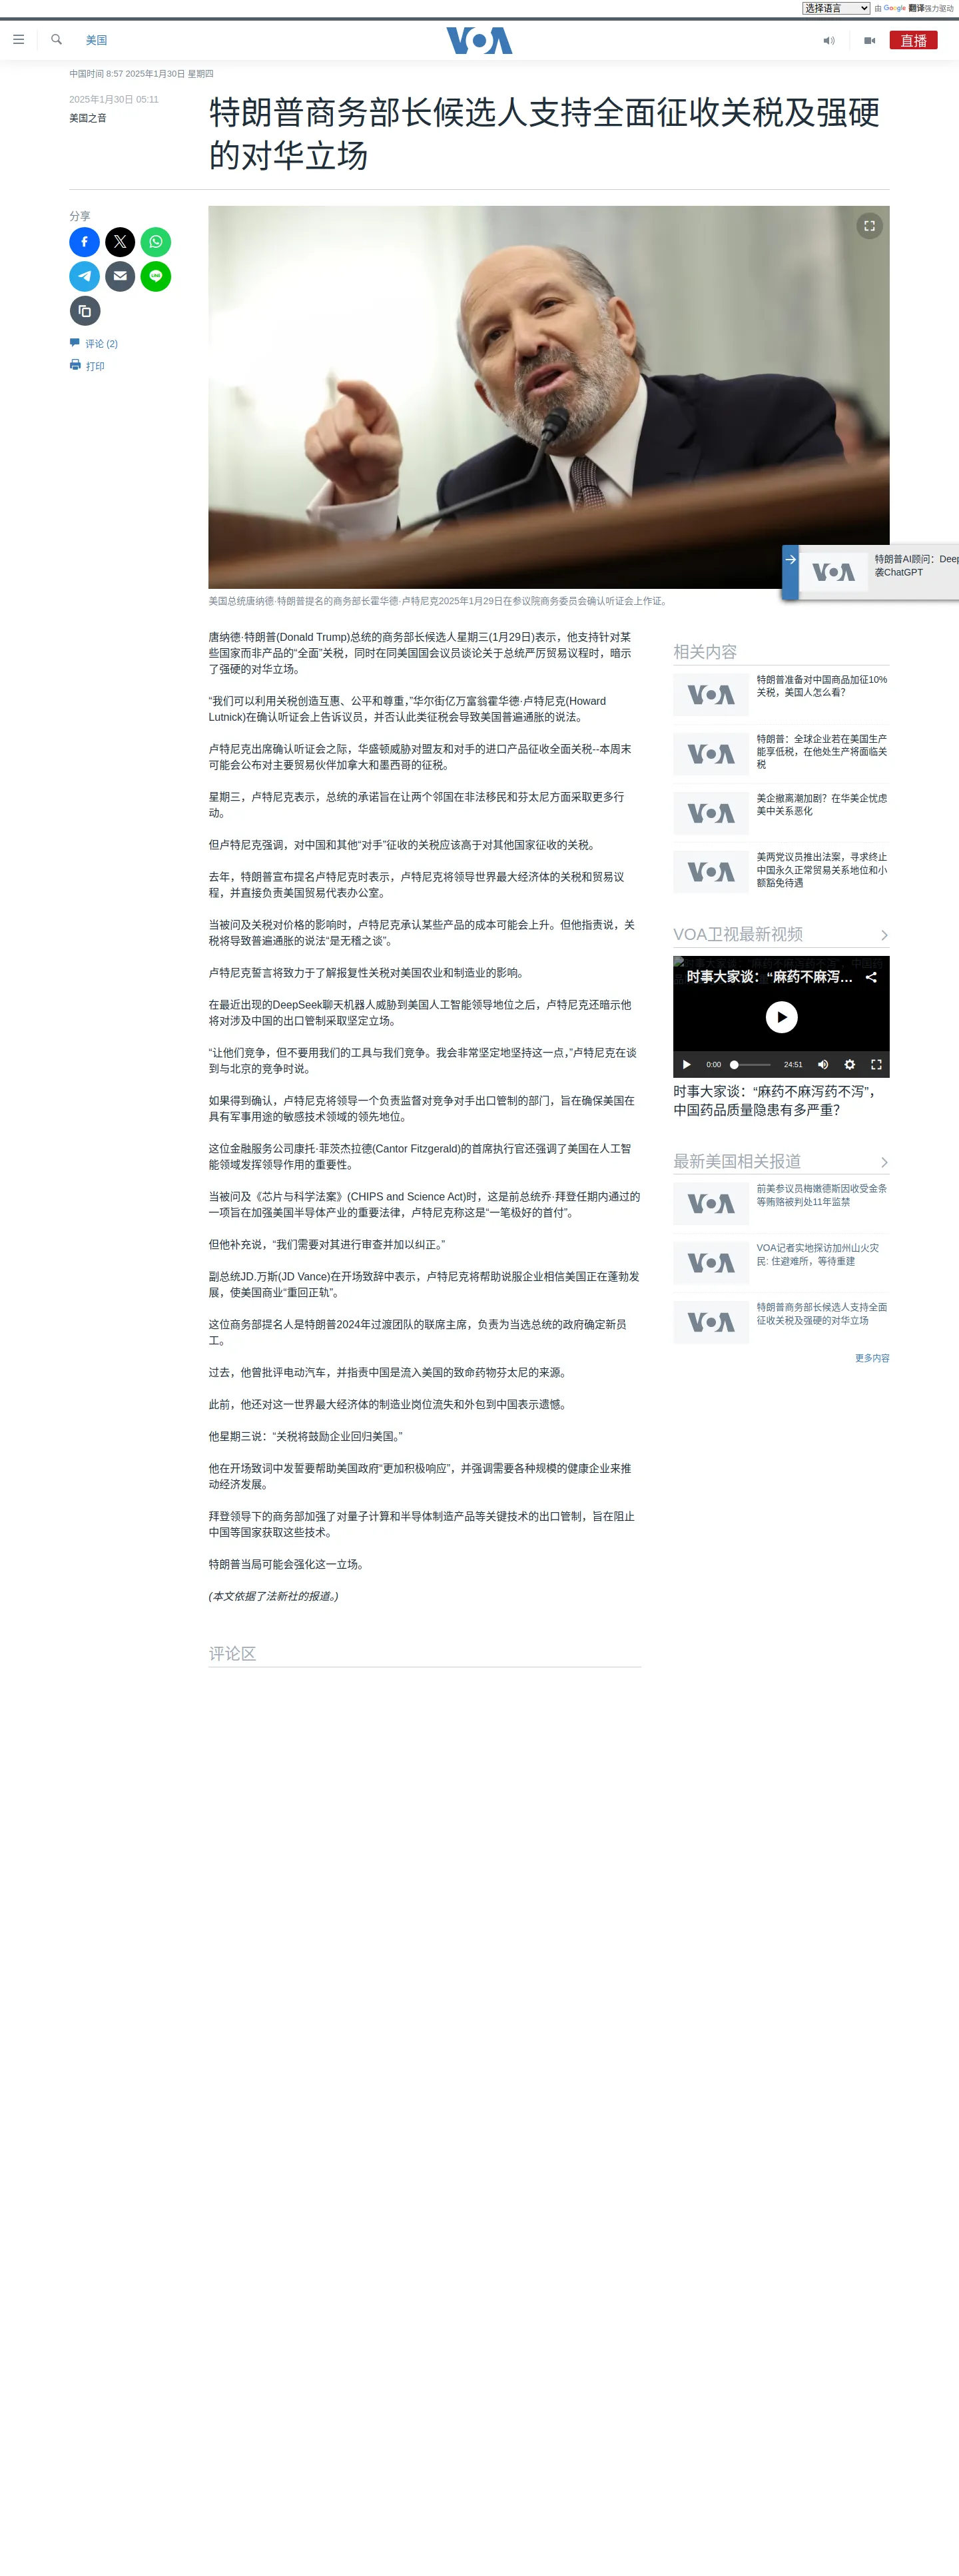 选择语言 由 Google 翻译强力驱动
美国
VOA
直播
中国时间 8:57 2025年1月30日 星期四
2025年1月30日 05:11
美国之音
特朗普商务部长候选人支持全面征收关税及强硬
的对华立场
分享
评论 (2)
打印
特朗普AI顾问：Deep
袭ChatGPT
美国总统唐纳德·特朗普提名的商务部长霍华德·卢特尼克2025年1月29日在参议院商务委员会确认听证会上作证。
唐纳德·特朗普(Donald Trump)总统的商务部长候选人星期三(1月29日)表示，他支持针对某
些国家而非产品的“全面”关税，同时在同美国国会议员谈论关于总统严厉贸易议程时，暗示
了强硬的对华立场。
“我们可以利用关税创造互惠、公平和尊重，”华尔街亿万富翁霍华德·卢特尼克(Howard
Lutnick)在确认听证会上告诉议员，并否认此类征税会导致美国普遍通胀的说法。
卢特尼克出席确认听证会之际，华盛顿威胁对盟友和对手的进口产品征收全面关税--本周末
可能会公布对主要贸易伙伴加拿大和墨西哥的征税。
星期三，卢特尼克表示，总统的承诺旨在让两个邻国在非法移民和芬太尼方面采取更多行
动。
但卢特尼克强调，对中国和其他“对手”征收的关税应该高于对其他国家征收的关税。
去年，特朗普宣布提名卢特尼克时表示，卢特尼克将领导世界最大经济体的关税和贸易议
程，并直接负责美国贸易代表办公室。
当被问及关税对价格的影响时，卢特尼克承认某些产品的成本可能会上升。但他指责说，关
税将导致普遍通胀的说法“是无稽之谈”。
卢特尼克誓言将致力于了解报复性关税对美国农业和制造业的影响。
在最近出现的DeepSeek聊天机器人威胁到美国人工智能领导地位之后，卢特尼克还暗示他
将对涉及中国的出口管制采取坚定立场。
“让他们竞争，但不要用我们的工具与我们竞争。我会非常坚定地坚持这一点，”卢特尼克在谈
到与北京的竞争时说。
如果得到确认，卢特尼克将领导一个负责监督对竞争对手出口管制的部门，旨在确保美国在
具有军事用途的敏感技术领域的领先地位。
这位金融服务公司康托·菲茨杰拉德(Cantor Fitzgerald)的首席执行官还强调了美国在人工智
能领域发挥领导作用的重要性。
当被问及《芯片与科学法案》(CHIPS and Science Act)时，这是前总统乔·拜登任期内通过的
一项旨在加强美国半导体产业的重要法律，卢特尼克称这是“一笔极好的首付”。
但他补充说，“我们需要对其进行审查并加以纠正。”
副总统JD.万斯(JD Vance)在开场致辞中表示，卢特尼克将帮助说服企业相信美国正在蓬勃发
展，使美国商业“重回正轨”。
这位商务部提名人是特朗普2024年过渡团队的联席主席，负责为当选总统的政府确定新员
工。
过去，他曾批评电动汽车，并指责中国是流入美国的致命药物芬太尼的来源。
此前，他还对这一世界最大经济体的制造业岗位流失和外包到中国表示遗憾。
他星期三说：“关税将鼓励企业回归美国。”
他在开场致词中发誓要帮助美国政府“更加积极响应”，并强调需要各种规模的健康企业来推
动经济发展。
拜登领导下的商务部加强了对量子计算和半导体制造产品等关键技术的出口管制，旨在阻止
中国等国家获取这些技术。
特朗普当局可能会强化这一立场。
(本文依据了法新社的报道。)
评论区
相关内容
VOA
特朗普准备对中国商品加征10%
关税，美国人怎么看？
VOA
特朗普：全球企业若在美国生产
能享低税，在他处生产将面临关
税
VOA
美企撤离潮加剧？在华美企忧虑
美中关系恶化
VOA
美两党议员推出法案，寻求终止
中国永久正常贸易关系地位和小
额豁免待遇
VOA卫视最新视频
时事大家谈：“麻药不麻泻…
0:00 24:51
时事大家谈：“麻药不麻泻药不泻”，
中国药品质量隐患有多严重？
最新美国相关报道
VOA
前美参议员梅嫩德斯因收受金条
等贿赂被判处11年监禁
VOA
VOA记者实地探访加州山火灾
民: 住避难所，等待重建
VOA
特朗普商务部长候选人支持全面
征收关税及强硬的对华立场
更多内容